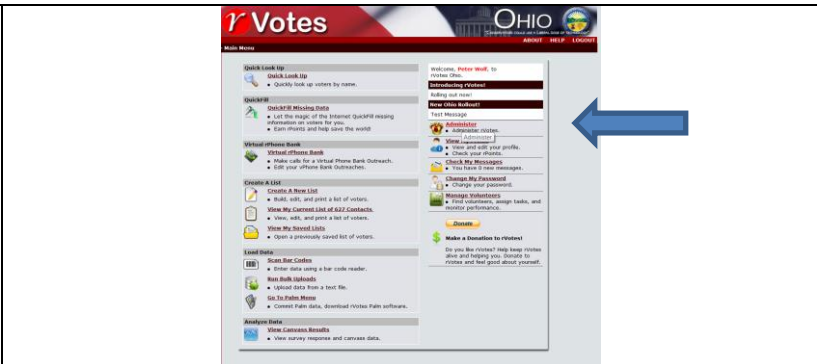 rVotes
OHIO
ABOUT HELP LOGOUT
Main Menu
Quick Look Up
Quick Look Up
Quickly look up voters by name.
QuickFill
QuickFill Missing Data
Let the magic of the Internet QuickFill missing
information on voters for you.
Earn rPoints and help save the world!
Virtual rPhone Bank
Virtual rPhone Bank
Make calls for a Virtual Phone Bank Outreach.
Edit your vPhone Bank Outreaches.
Create A List
Create A New List
Build, edit, and print a list of voters.
View My Current List of 627 Contacts
View, edit, and print a list of voters.
View My Saved Lists
Open a previously saved list of voters.
Load Data
Scan Bar Codes
Enter data using a bar code reader.
Run Bulk Uploads
Upload data from a text file.
Go To Palm Menu
Commit Palm data, download rVotes Palm software.
Analyze Data
View Canvass Results
View survey response and canvass data.
Welcome, Peter Wolf, to
rVotes Ohio.
Introducing rVotes!
Rolling out now!
New Ohio Rollout!
Test Message
Administer
Administer rVotes.
Administer
View
View and edit your profile.
Check your rPoints.
Check My Messages
You have 0 new messages.
Change My Password
Change your password.
Manage Volunteers
Find volunteers, assign tasks, and
monitor performance.
Donate
Make a Donation to rVotes!
Do you like rVotes? Help keep rVotes
alive and helping you. Donate to
rVotes and feel good about yourself.